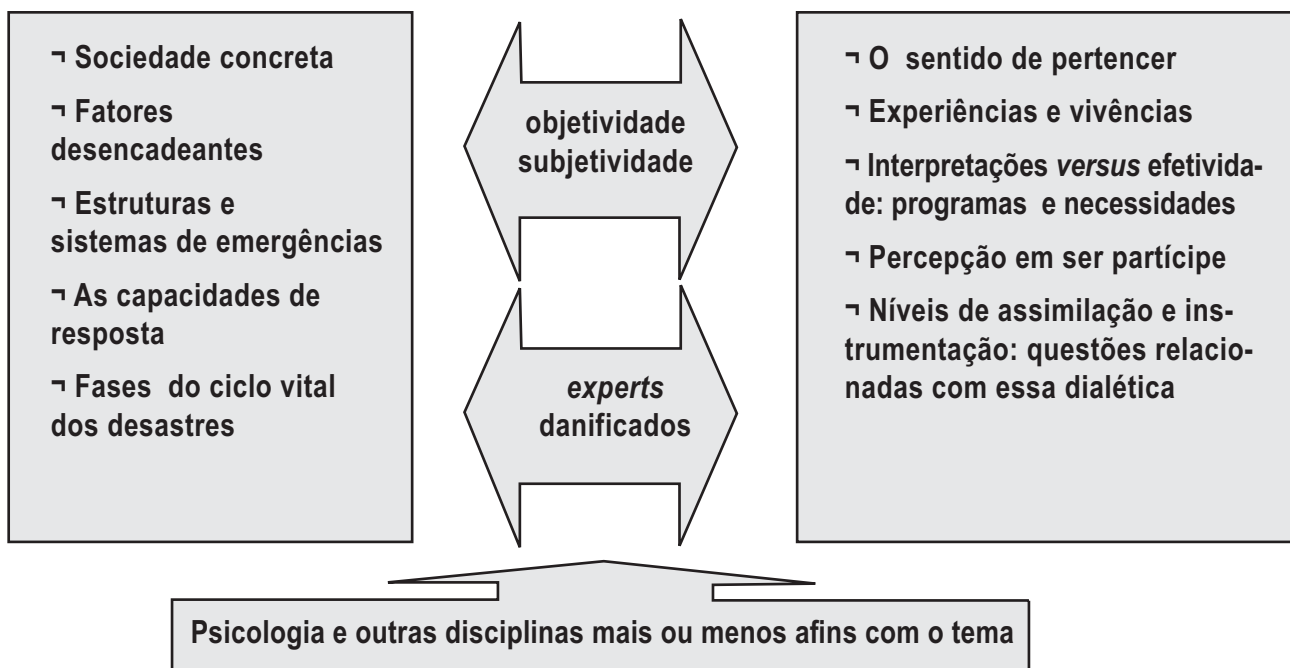 ¬ Sociedade concreta
¬ Fatores
desencadeantes
¬ Estruturas e
sistemas de emergências
¬ As capacidades de
resposta
¬ Fases do ciclo vital
dos desastres
objetividade
subjetividade
experts
danificados
¬ O sentido de pertencer
¬ Experiências e vivências
¬ Interpretações versus efetivida-
de: programas e necessidades
¬ Percepção em ser partícipe
¬ Níveis de assimilação e ins-
trumentação: questões relacio-
nadas com essa dialética
Psicologia e outras disciplinas mais ou menos afins com o tema